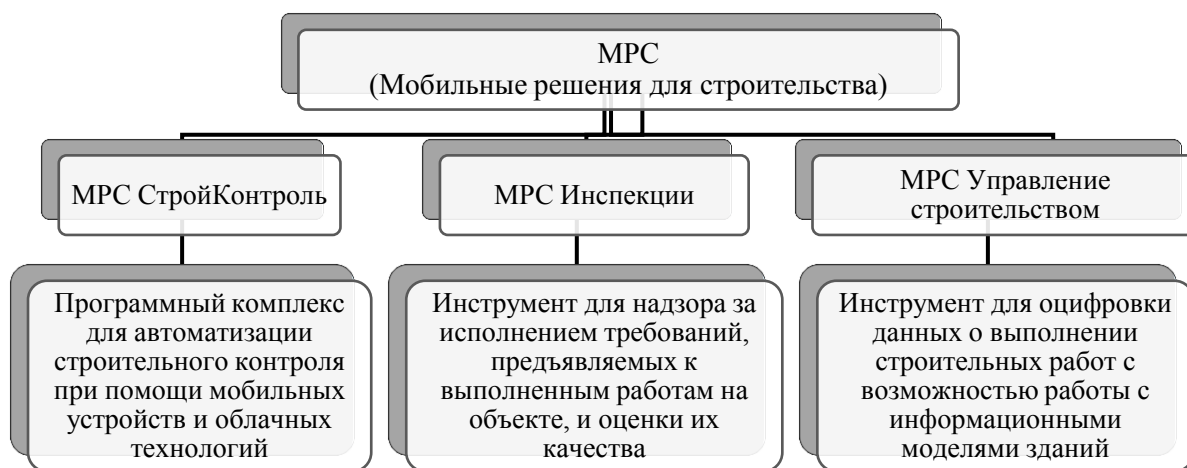 МРС
(Мобильные решения для строительства)
МРС СтройКонтроль
МРС Инспекции
МРС Управление
строительством
Программный комплекс
для автоматизации
строительного контроля
при помощи мобильных
устройств и облачных
технологий
Инструмент для надзора за
исполнением требований,
предъявляемых к
выполненным работам на
объекте, и оценки их
качества
Инструмент для оцифровки
данных о выполнении
строительных работ с
возможностью работы с
информационными
моделями зданий